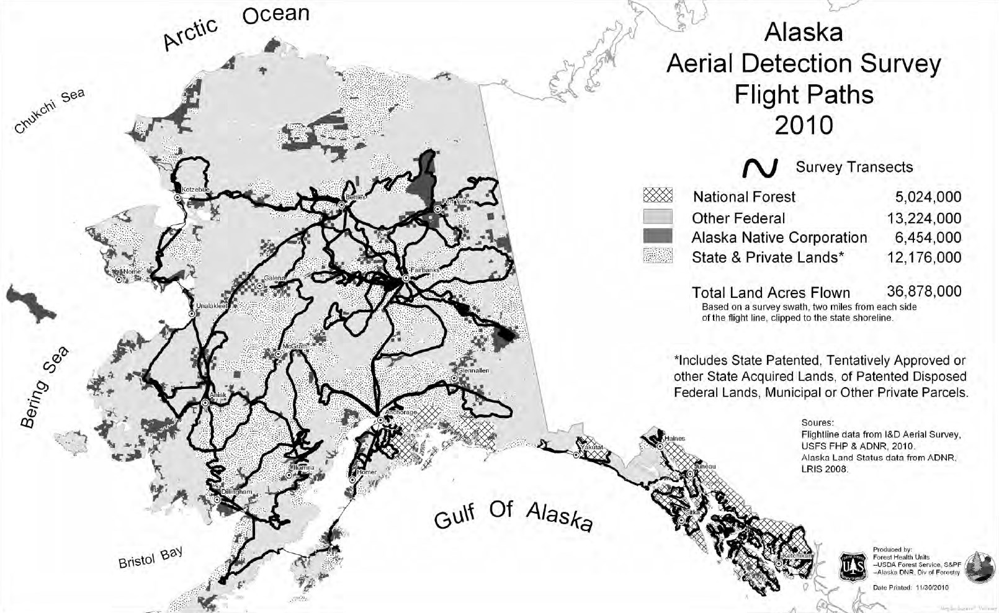 Arctic Ocean
Chukchi Sea
Bering Sea
Bristol Bay
Gulf Of Alaska
Kotzebue
Bettles
Fort Yukon
Nome
Galena
Fairbanks
Unalakleet
McGrath
Glennallen
Aniak
Anchorage
Iliamna
Homer
Dillingham
Yakutat
Haines
Juneau
Sitka
Ketchikan
Alaska
Aerial Detection Survey
Flight Paths
2010
Survey Transects
National Forest 5,024,000
Other Federal 13,224,000
Alaska Native Corporation 6,454,000
State & Private Lands* 12,176,000
Total Land Acres Flown 36,878,000
Based on a survey swath, two miles from each side
of the flight line, clipped to the state shoreline.
*Includes State Patented, Tentatively Approved or
other State Acquired Lands, of Patented Disposed
Federal Lands, Municipal or Other Private Parcels.
Soures:
Flightline data from I&D Aerial Survey,
USFS FHP & ADNR, 2010.
Alaska Land Status data from ADNR,
LRIS 2008.
Produced by:
Forest Health Units
–USDA Forest Service, S&PF
–Alaska DNR, Div of Forestry
Date Printed: 11/30/2010
US